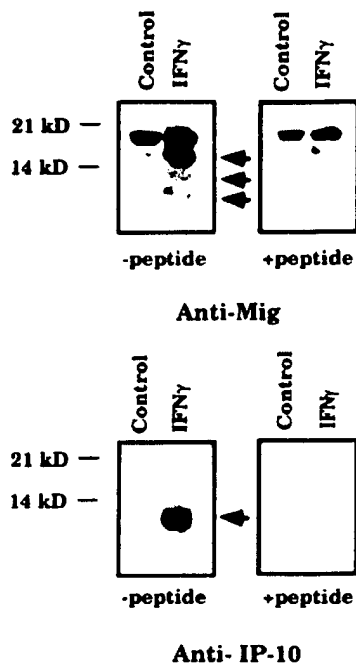 Control IFNγ Control IFNγ
21 kD —
14 kD —
-peptide +peptide
Anti-Mig
Control IFNγ Control IFNγ
21 kD —
14 kD —
-peptide +peptide
Anti- IP-10